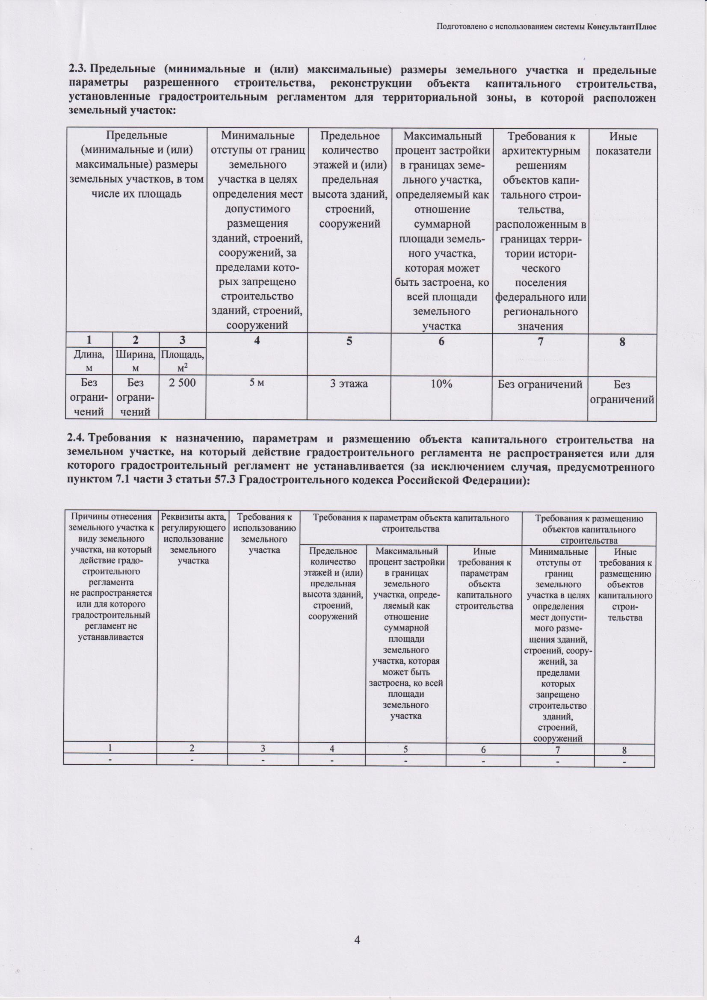 Подготовлено с использованием системы КонсультантПлюс
2.3. Предельные (минимальные и (или) максимальные) размеры земельного участка и предельные
параметры разрешенного строительства, реконструкции объекта капитального строительства,
установленные градостроительным регламентом для территориальной зоны, в которой расположен
земельный участок:
Предельные
(минимальные и (или)
максимальные) размеры
земельных участков, в том
числе их площадь
Минимальные
отступы от границ
земельного
участка в целях
определения мест
допустимого
размещения
зданий, строений,
сооружений, за
пределами кото-
рых запрещено
строительство
зданий, строений,
сооружений
Предельное
количество
этажей и (или)
предельная
высота зданий,
строений,
сооружений
Максимальный
процент застройки
в границах земе-
льного участка,
определяемый как
отношение
суммарной
площади земель-
ного участка,
которая может
быть застроена, ко
всей площади
земельного
участка
Требования к
архитектурным
решениям
объектов капи-
тального строи-
тельства,
расположенным в
границах терри-
тории истори-
ческого
поселения
федерального или
регионального
значения
Иные
показатели
1 2 3 4 5 6 7 8
Длина,
м
Ширина,
м
Площадь,
м²
Без
ограни-
чений
Без
ограни-
чений
2 500
5 м
3 этажа
10%
Без ограничений
Без
ограничений
2.4. Требования к назначению, параметрам и размещению объекта капитального строительства на
земельном участке, на который действие градостроительного регламента не распространяется или для
которого градостроительный регламент не устанавливается (за исключением случая, предусмотренного
пунктом 7.1 части 3 статьи 57.3 Градостроительного кодекса Российской Федерации):
Причины отнесения
земельного участка к
виду земельного
участка, на который
действие градо-
строительного
регламента
не распространяется
или для которого
градостроительный
регламент не
устанавливается
Реквизиты акта,
регулирующего
использование
земельного
участка
Требования к
использованию
земельного
участка
Требования к параметрам объекта капитального
строительства
Требования к размещению
объектов капитального
строительства
Предельное
количество
этажей и (или)
предельная
высота зданий,
строений,
сооружений
Максимальный
процент застройки
в границах
земельного
участка, опреде-
ляемый как
отношение
суммарной
площади
земельного
участка, которая
может быть
застроена, ко всей
площади
земельного
участка
Иные
требования к
параметрам
объекта
капитального
строительства
Минимальные
отступы от
границ
земельного
участка в целях
определения
мест допусти-
мого разме-
щения зданий,
строений, соору-
жений, за
пределами
которых
запрещено
строительство
зданий,
строений,
сооружений
Иные
требования к
размещению
объектов
капитального
строи-
тельства
1 2 3 4 5 6 7 8
- - - - - - - -
4